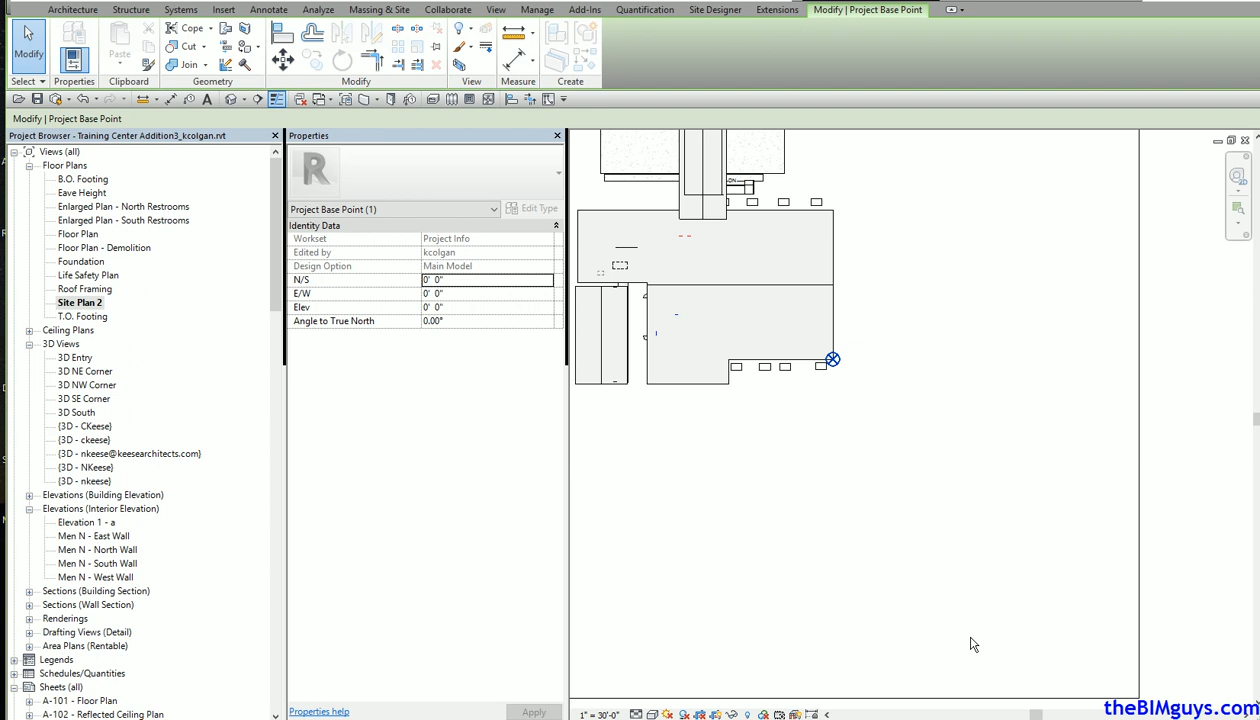 Architecture Structure Systems Insert Annotate Analyze Massing & Site Collaborate View Manage Add-Ins Quantification Site Designer Extensions Modify | Project Base Point
Modify Paste Cope Cut Join
Select Properties Clipboard Geometry Modify View Measure Create
Modify | Project Base Point
Project Browser - Training Center Addition3_kcolgan.rvt
Views (all)
Floor Plans
B.O. Footing
Eave Height
Enlarged Plan - North Restrooms
Enlarged Plan - South Restrooms
Floor Plan
Floor Plan - Demolition
Foundation
Life Safety Plan
Roof Framing
Site Plan 2
T.O. Footing
Ceiling Plans
3D Views
3D Entry
3D NE Corner
3D NW Corner
3D SE Corner
3D South
{3D - CKeese}
{3D - ckeese}
{3D - nkeese@keesearchitects.com}
{3D - NKeese}
{3D - nkeese}
Elevations (Building Elevation)
Elevations (Interior Elevation)
Elevation 1 - a
Men N - East Wall
Men N - North Wall
Men N - South Wall
Men N - West Wall
Sections (Building Section)
Sections (Wall Section)
Renderings
Drafting Views (Detail)
Area Plans (Rentable)
Legends
Schedules/Quantities
Sheets (all)
A-101 - Floor Plan
A-102 - Reflected Ceiling Plan
Properties
R
Project Base Point (1) Edit Type
Identity Data
Workset Project Info
Edited by kcolgan
Design Option Main Model
N/S 0' 0"
E/W 0' 0"
Elev 0' 0"
Angle to True North 0.00°
Properties help Apply
1" = 30'-0"
theBIMguys.com